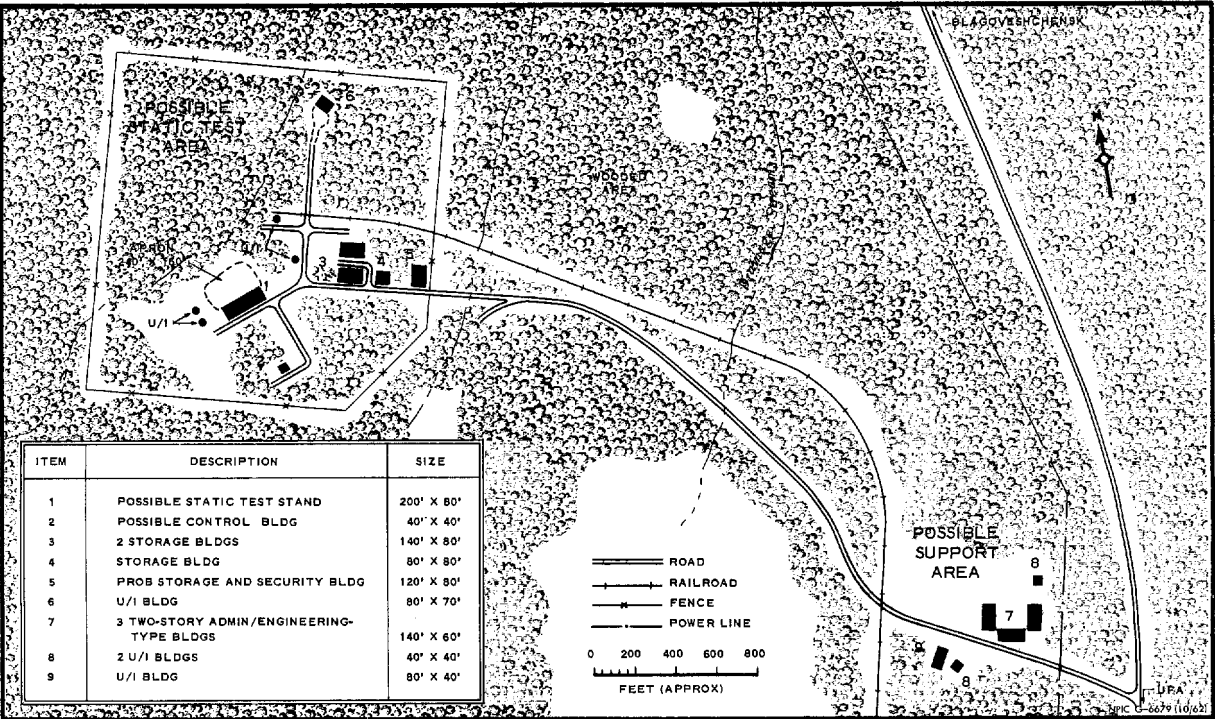 BLAGOVESHCHENSK
N
POSSIBLE
STATIC TEST
AREA
6
WOODED
AREA
APRON
U/I
3
4
5
1
U/I
2
ITEM DESCRIPTION SIZE
1 POSSIBLE STATIC TEST STAND 200' X 80'
2 POSSIBLE CONTROL BLDG 40' X 40'
3 2 STORAGE BLDGS 140' X 80'
4 STORAGE BLDG 80' X 80'
5 PROB STORAGE AND SECURITY BLDG 120' X 80'
6 U/I BLDG 80' X 70'
7 3 TWO-STORY ADMIN/ENGINEERING-
TYPE BLDGS 140' X 60'
8 2 U/I BLDGS 40' X 40'
9 U/I BLDG 80' X 40'
ROAD
RAILROAD
FENCE
POWER LINE
0 200 400 600 800
FEET (APPROX)
POSSIBLE
SUPPORT
AREA
8
7
9
8
UFA
NPIC G-6679 (10/62)